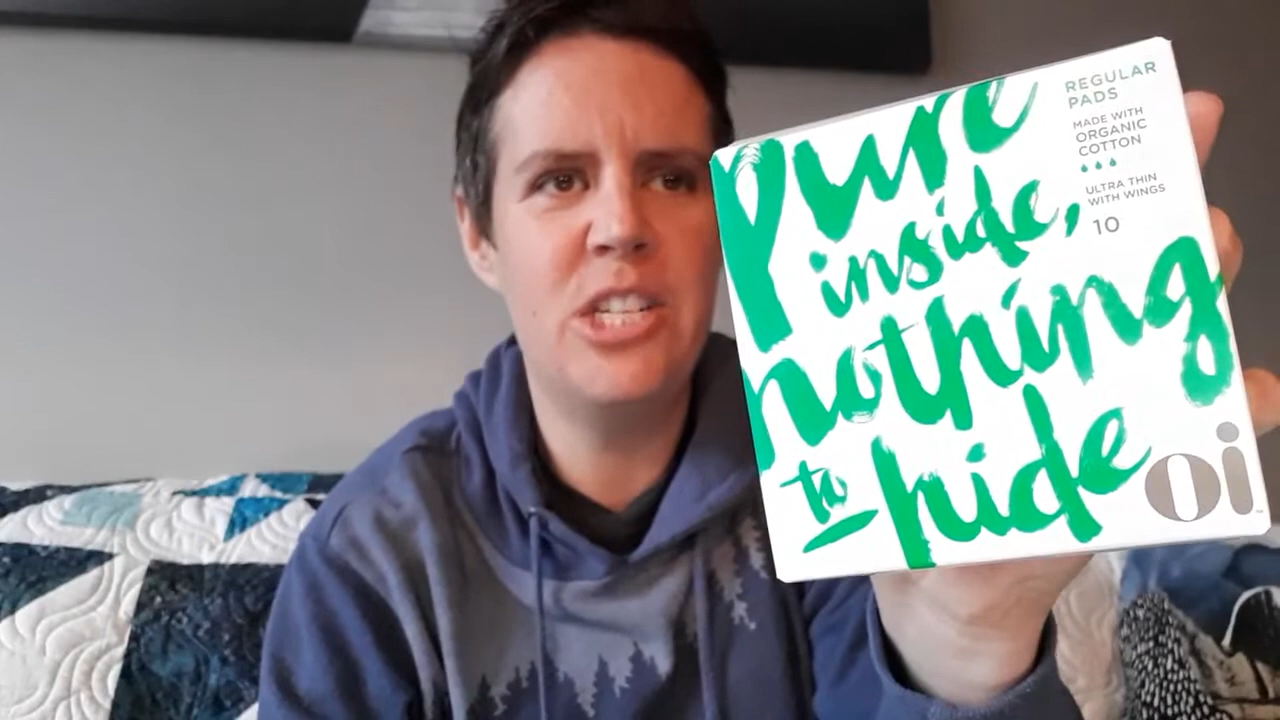 pure
inside,
nothing
to hide
REGULAR
PADS
MADE WITH
ORGANIC
COTTON
ULTRA THIN
WITH WINGS
10
oi